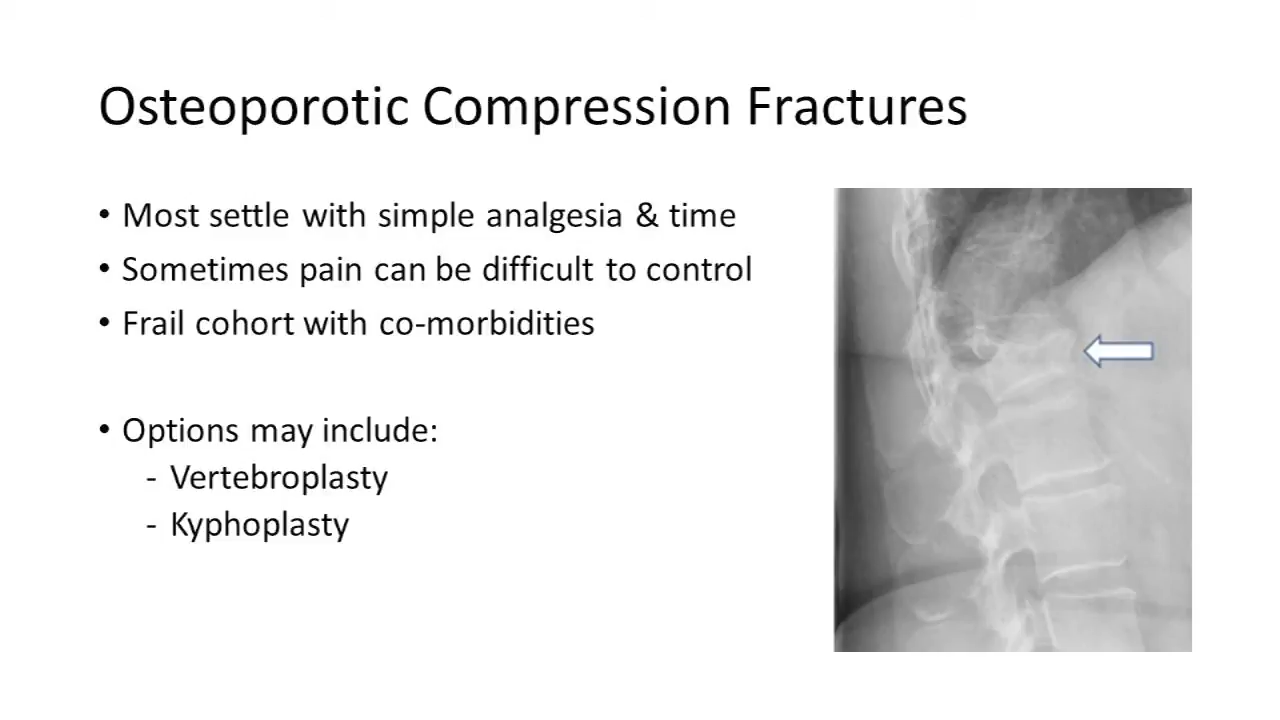 Osteoporotic Compression Fractures
• Most settle with simple analgesia & time
• Sometimes pain can be difficult to control
• Frail cohort with co-morbidities
• Options may include:
- Vertebroplasty
- Kyphoplasty